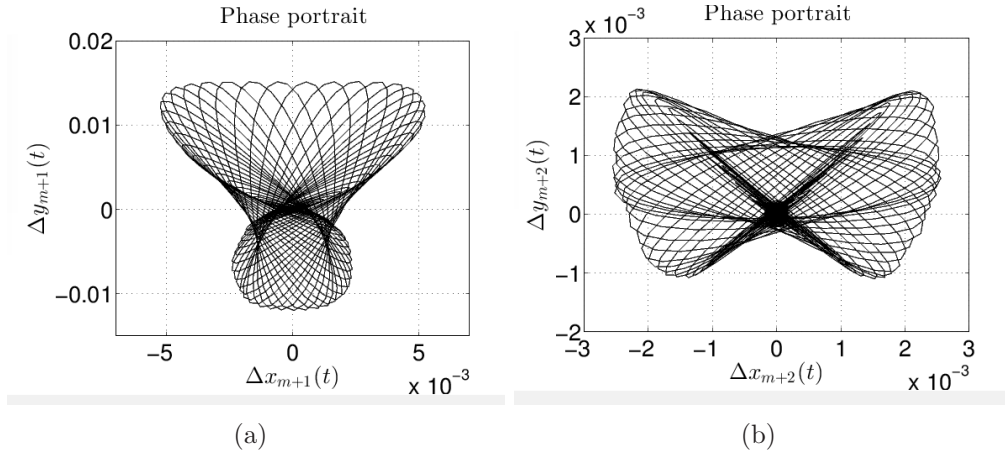 Phase portrait
0.02
0.01
0
−0.01
Δy_{m+1}(t)
−5
0
5
Δx_{m+1}(t)
x 10^{−3}
(a)
Phase portrait
x 10^{−3}
3
2
1
0
−1
−2
Δy_{m+2}(t)
−3
−2
−1
0
1
2
3
Δx_{m+2}(t)
x 10^{−3}
(b)